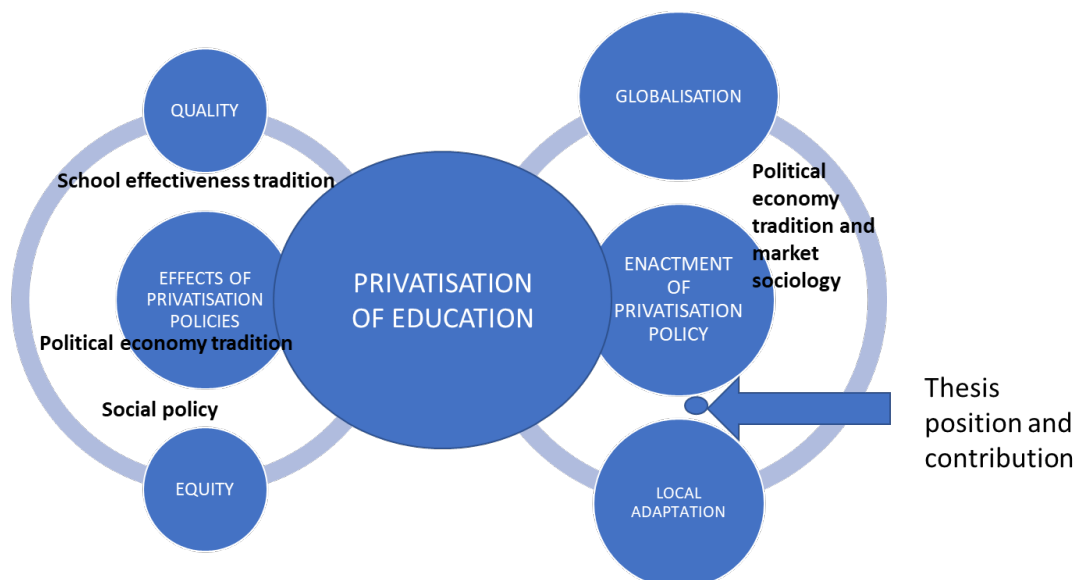 QUALITY
School effectiveness tradition
EFFECTS OF
PRIVATISATION
POLICIES
Political economy tradition
Social policy
EQUITY
PRIVATISATION
OF EDUCATION
GLOBALISATION
Political
economy
tradition and
market
sociology
ENACTMENT
OF
PRIVATISATION
POLICY
LOCAL
ADAPTATION
Thesis
position and
contribution